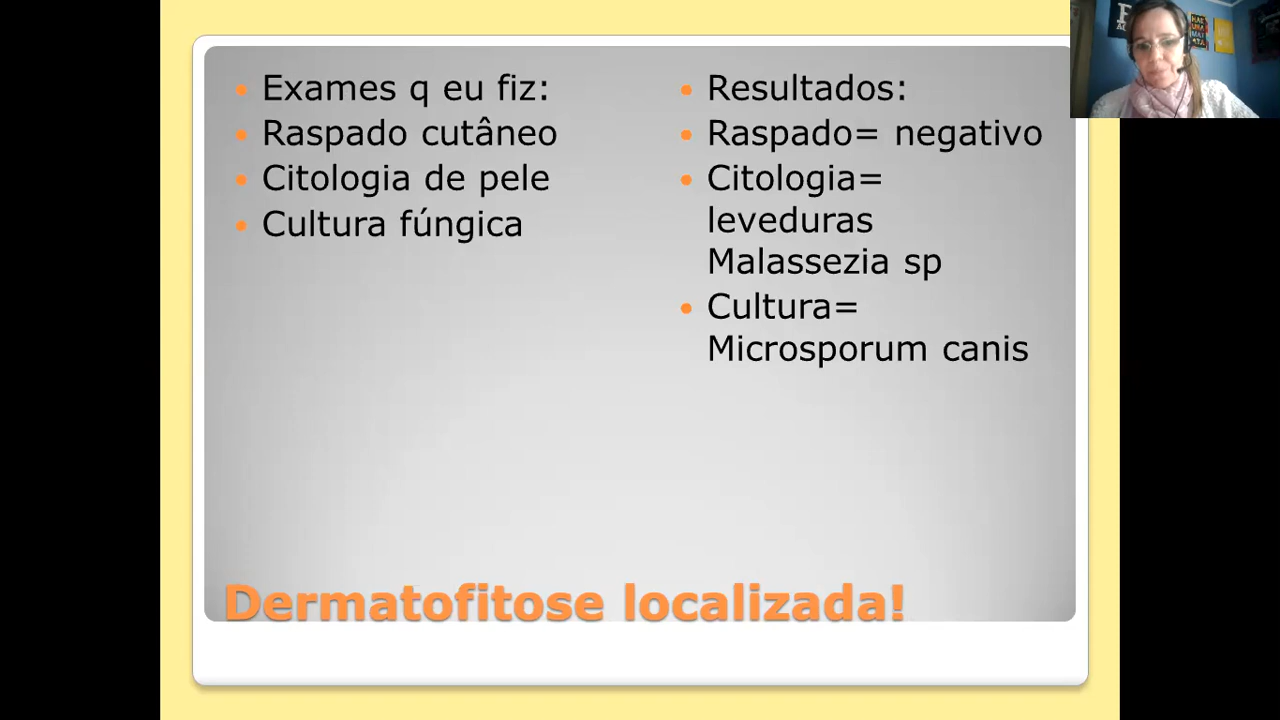 Exames q eu fiz:
Raspado cutâneo
Citologia de pele
Cultura fúngica
Resultados:
Raspado= negativo
Citologia=
leveduras
Malassezia sp
Cultura=
Microsporum canis
Dermatofitose localizada!